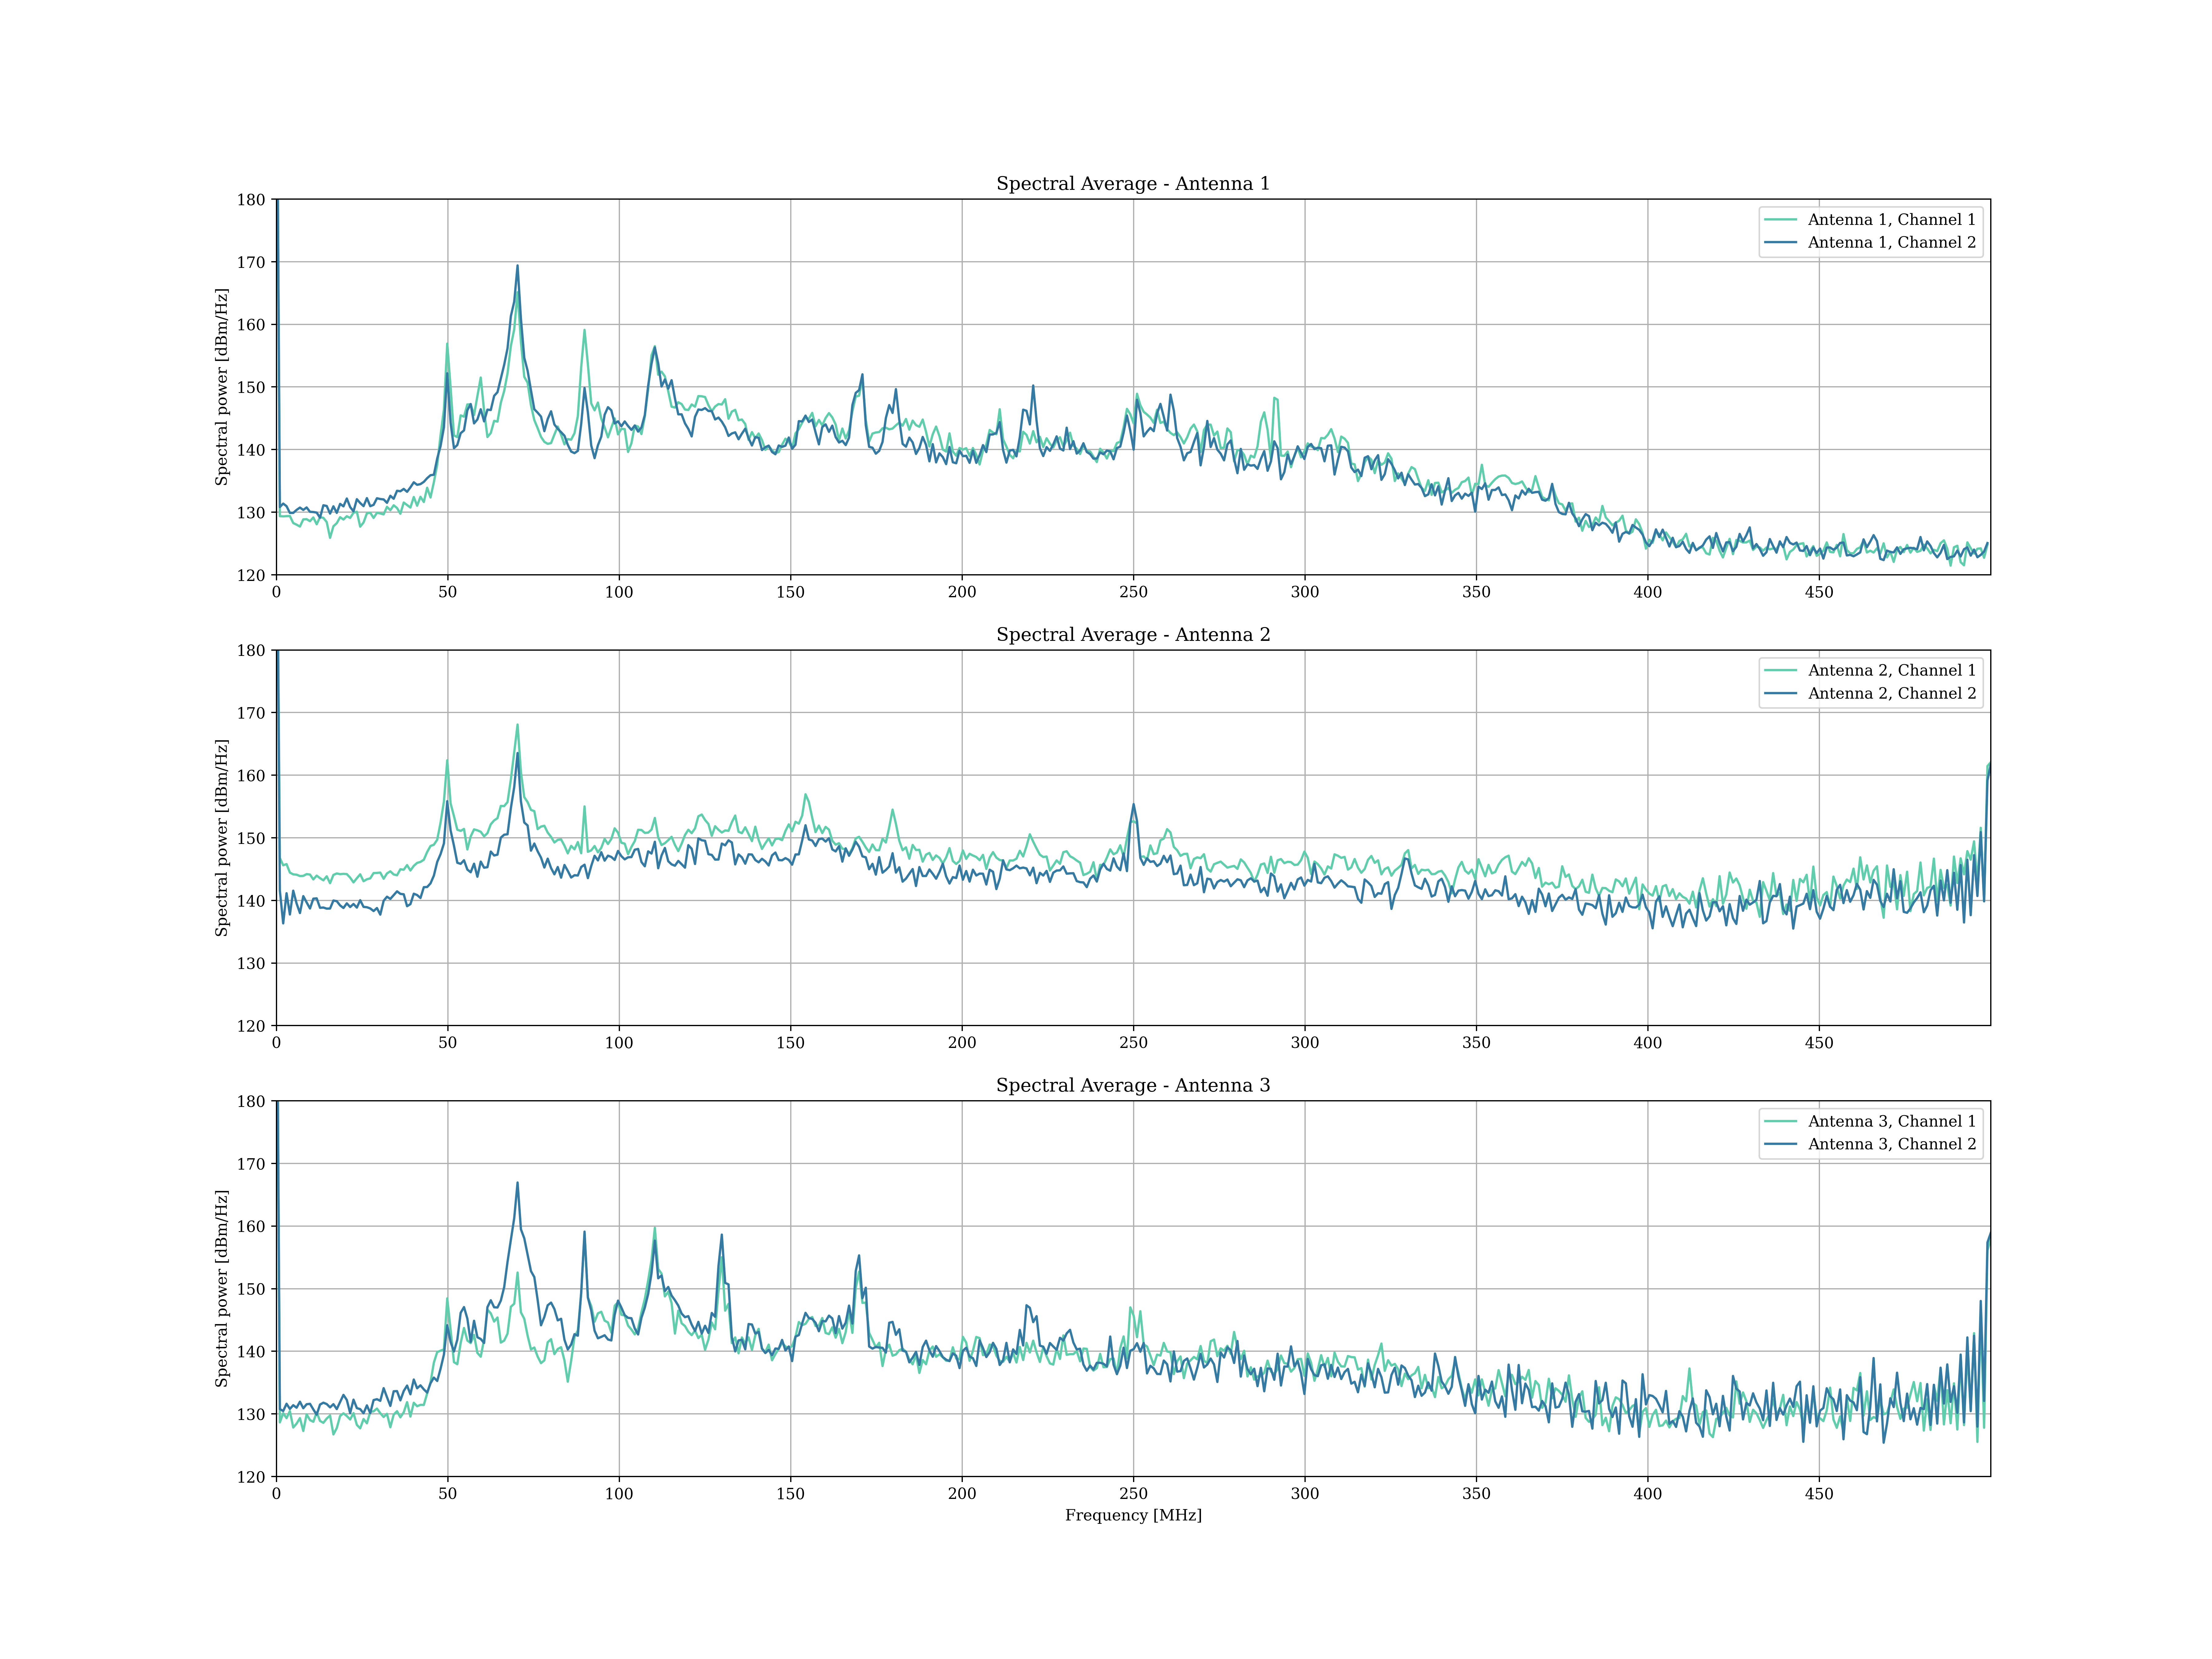 Spectral Average - Antenna 1
Spectral power [dBm/Hz]
180
170
160
150
140
130
120
Antenna 1, Channel 1
Antenna 1, Channel 2
0 50 100 150 200 250 300 350 400 450
Spectral Average - Antenna 2
Spectral power [dBm/Hz]
180
170
160
150
140
130
120
Antenna 2, Channel 1
Antenna 2, Channel 2
0 50 100 150 200 250 300 350 400 450
Spectral Average - Antenna 3
Spectral power [dBm/Hz]
180
170
160
150
140
130
120
Antenna 3, Channel 1
Antenna 3, Channel 2
0 50 100 150 200 250 300 350 400 450
Frequency [MHz]